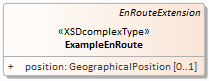 EnRouteExtension
«XSDcomplexType»
ExampleEnRoute
+ position: GeographicalPosition [0..1]